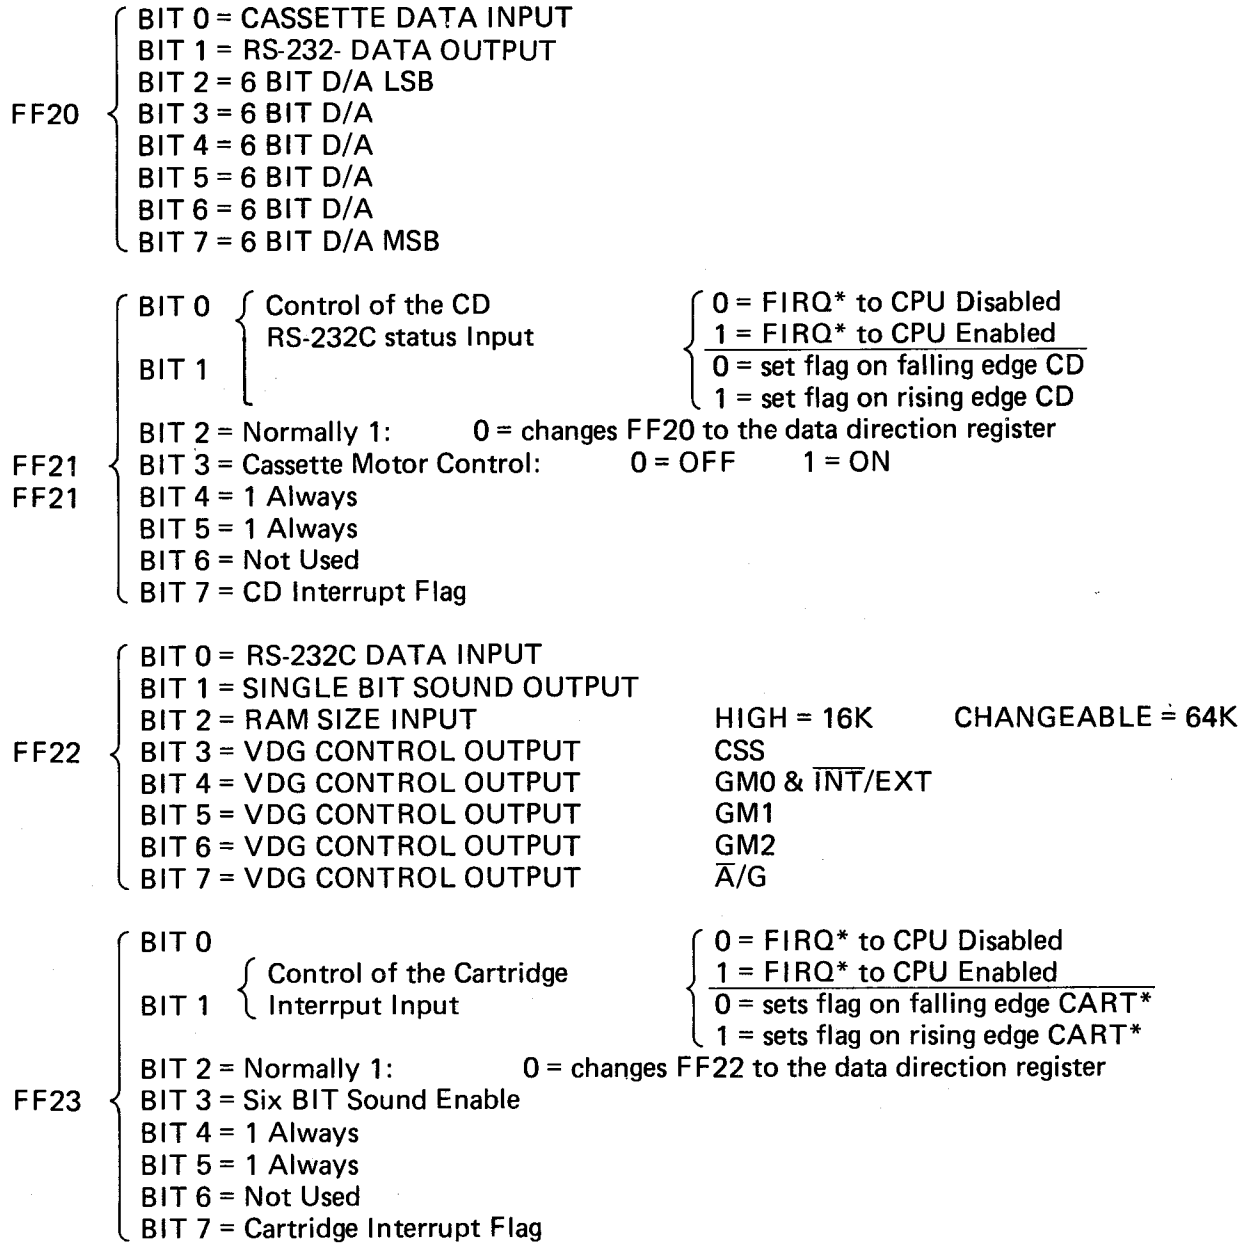 BIT 0 = CASSETTE DATA INPUT
BIT 1 = RS-232- DATA OUTPUT
BIT 2 = 6 BIT D/A LSB
FF20 BIT 3 = 6 BIT D/A
BIT 4 = 6 BIT D/A
BIT 5 = 6 BIT D/A
BIT 6 = 6 BIT D/A
BIT 7 = 6 BIT D/A MSB
BIT 0 Control of the CD 0 = FIRQ* to CPU Disabled
RS-232C status Input 1 = FIRQ* to CPU Enabled
BIT 1 0 = set flag on falling edge CD
1 = set flag on rising edge CD
BIT 2 = Normally 1: 0 = changes FF20 to the data direction register
FF21 BIT 3 = Cassette Motor Control: 0 = OFF 1 = ON
FF21 BIT 4 = 1 Always
BIT 5 = 1 Always
BIT 6 = Not Used
BIT 7 = CD Interrupt Flag
BIT 0 = RS-232C DATA INPUT
BIT 1 = SINGLE BIT SOUND OUTPUT
BIT 2 = RAM SIZE INPUT HIGH = 16K CHANGEABLE = 64K
FF22 BIT 3 = VDG CONTROL OUTPUT CSS
BIT 4 = VDG CONTROL OUTPUT GM0 & I̅N̅T̅/EXT
BIT 5 = VDG CONTROL OUTPUT GM1
BIT 6 = VDG CONTROL OUTPUT GM2
BIT 7 = VDG CONTROL OUTPUT A̅/G
BIT 0 0 = FIRQ* to CPU Disabled
Control of the Cartridge 1 = FIRQ* to CPU Enabled
BIT 1 Interrput Input 0 = sets flag on falling edge CART*
1 = sets flag on rising edge CART*
BIT 2 = Normally 1: 0 = changes FF22 to the data direction register
FF23 BIT 3 = Six BIT Sound Enable
BIT 4 = 1 Always
BIT 5 = 1 Always
BIT 6 = Not Used
BIT 7 = Cartridge Interrupt Flag